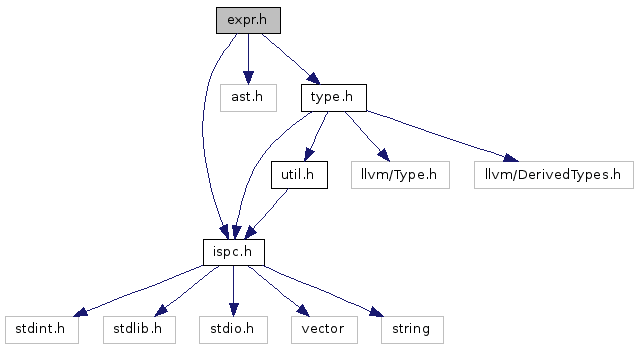 expr.h
ast.h
type.h
util.h
llvm/Type.h
llvm/DerivedTypes.h
ispc.h
stdint.h
stdlib.h
stdio.h
vector
string